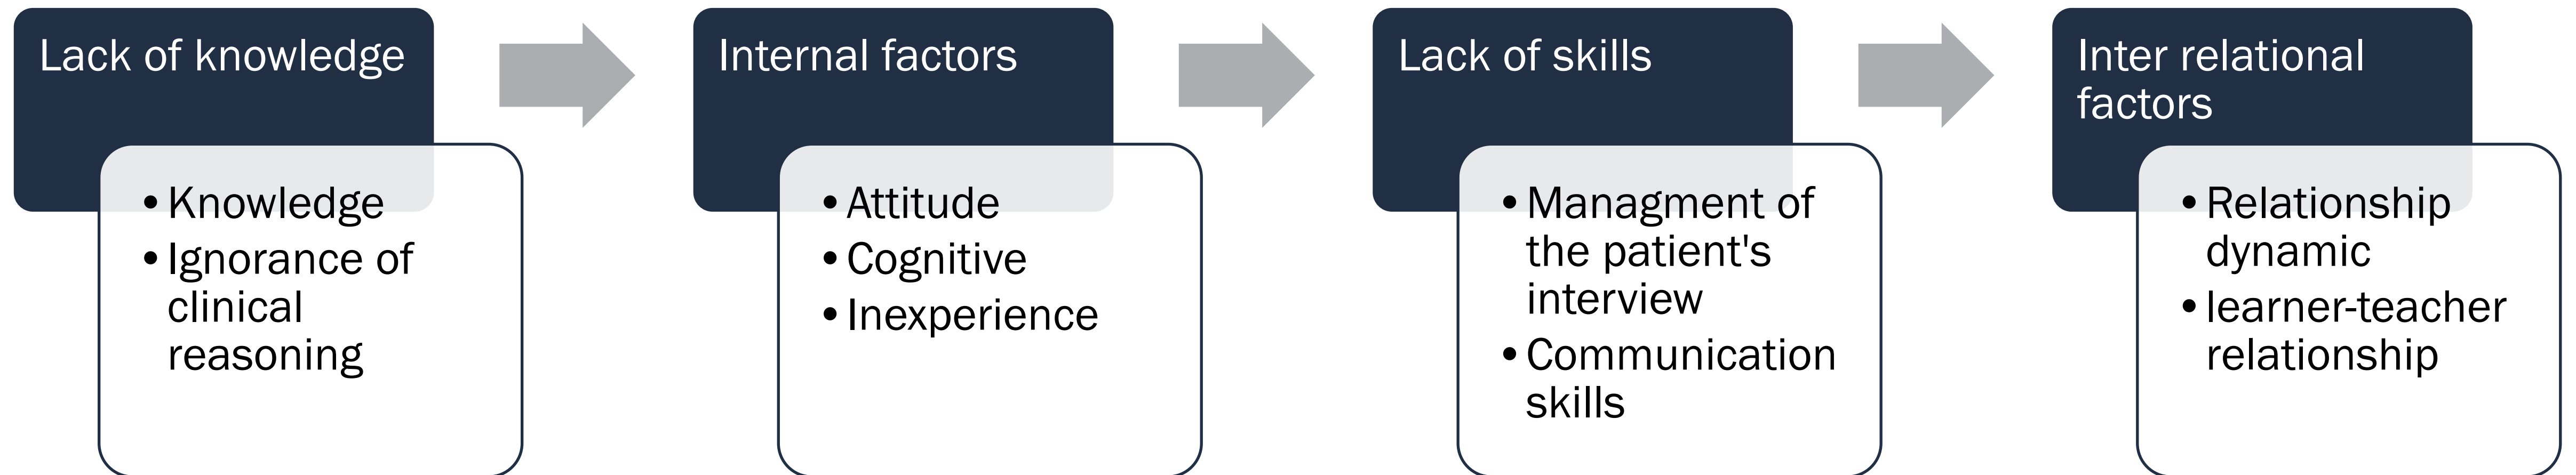 Lack of knowledge
• Knowledge
• Ignorance of
clinical
reasoning
Internal factors
• Attitude
• Cognitive
• Inexperience
Lack of skills
• Managment of
the patient's
interview
• Communication
skills
Inter relational
factors
• Relationship
dynamic
• learner-teacher
relationship